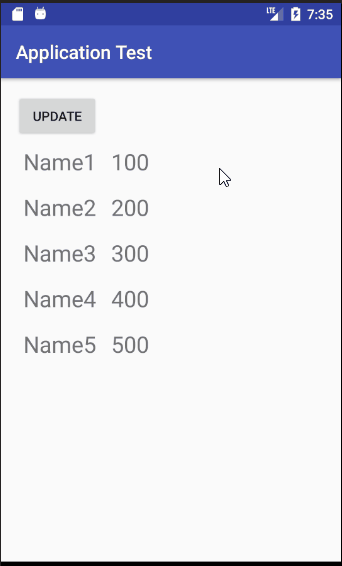 LTE 7:35
Application Test
UPDATE
Name1 100
Name2 200
Name3 300
Name4 400
Name5 500